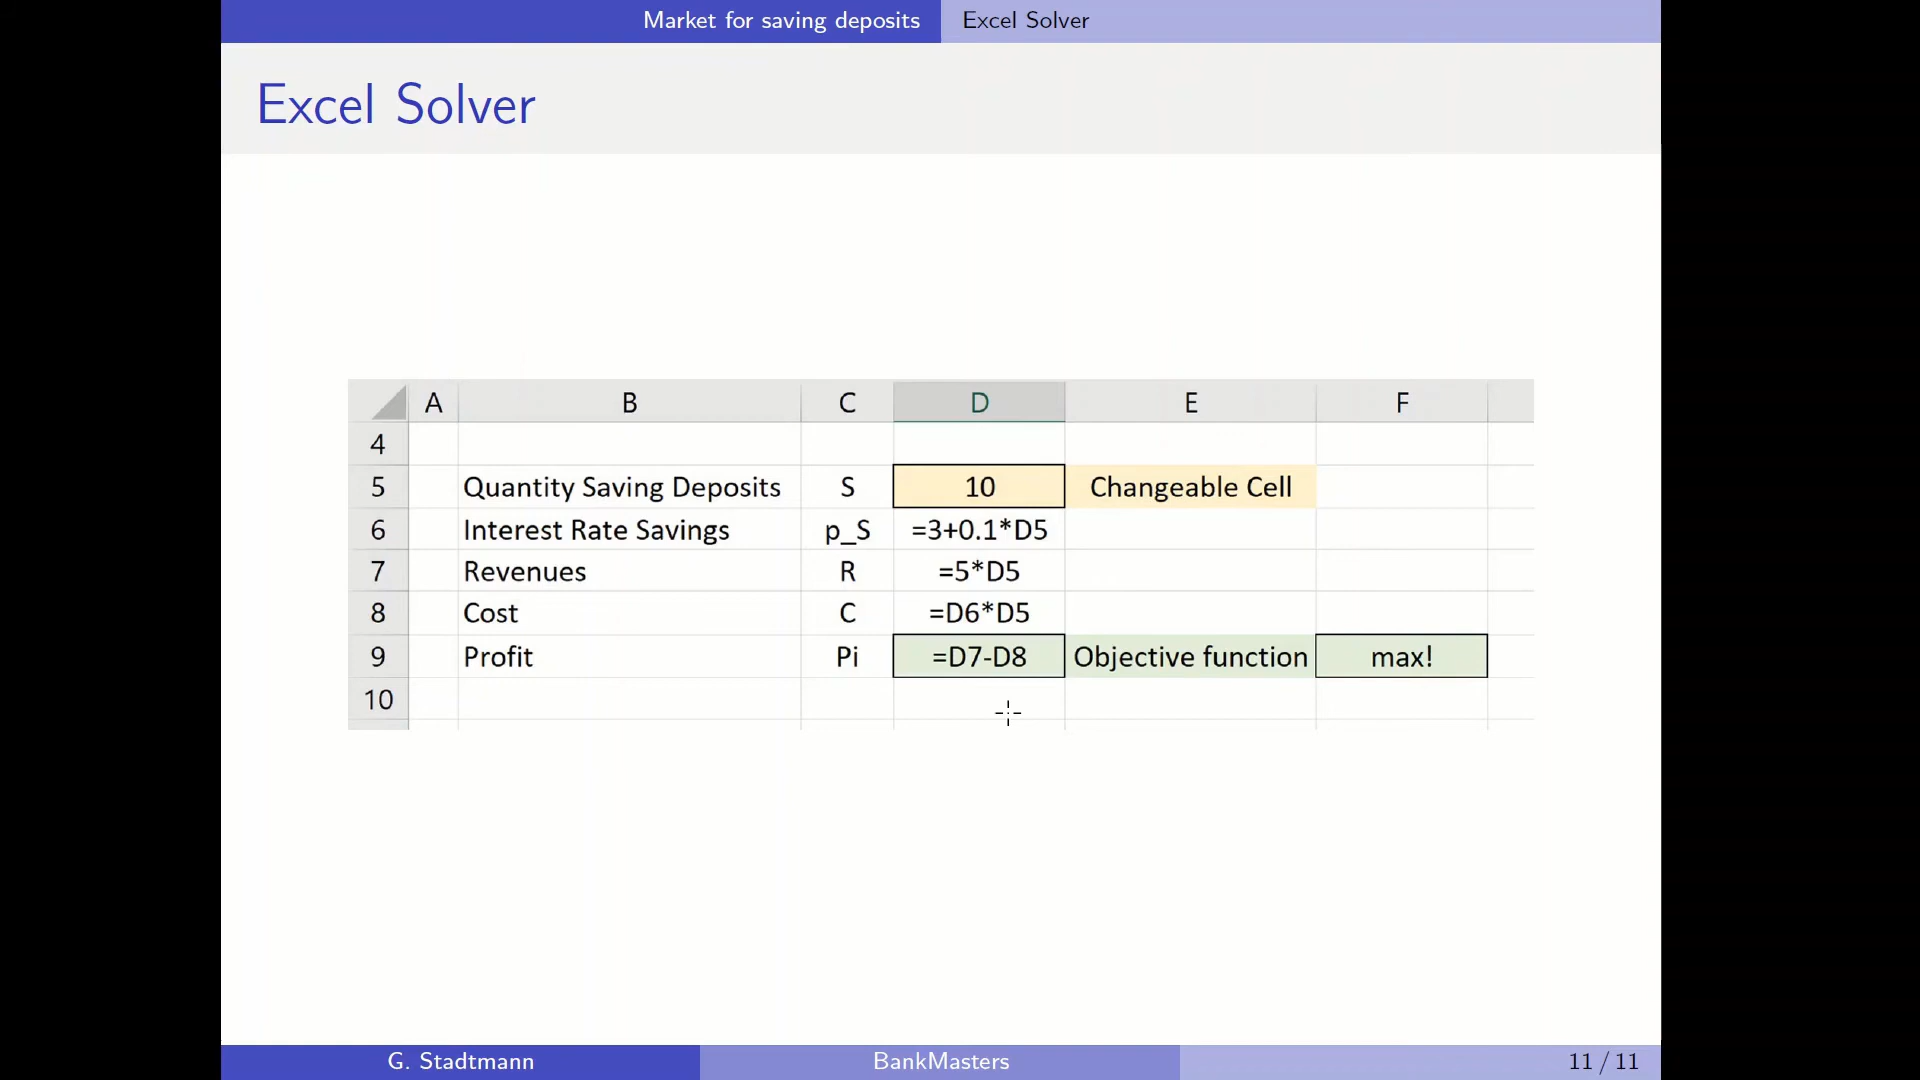 Market for saving deposits Excel Solver
Excel Solver
A B C D E F
4
5 Quantity Saving Deposits S 10 Changeable Cell
6 Interest Rate Savings p_S =3+0.1*D5
7 Revenues R =5*D5
8 Cost C =D6*D5
9 Profit Pi =D7-D8 Objective function max!
10
G. Stadtmann BankMasters 11 / 11